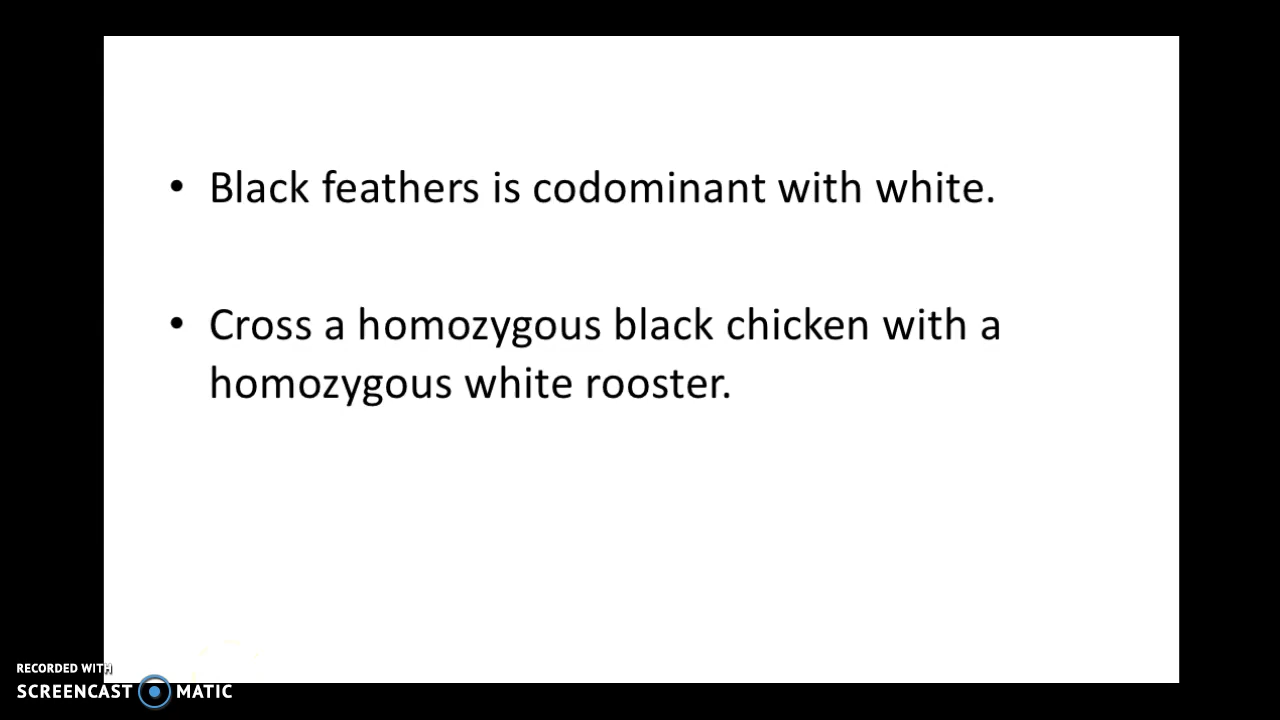 • Black feathers is codominant with white.
• Cross a homozygous black chicken with a
homozygous white rooster.
RECORDED WITH
SCREENCAST MATIC